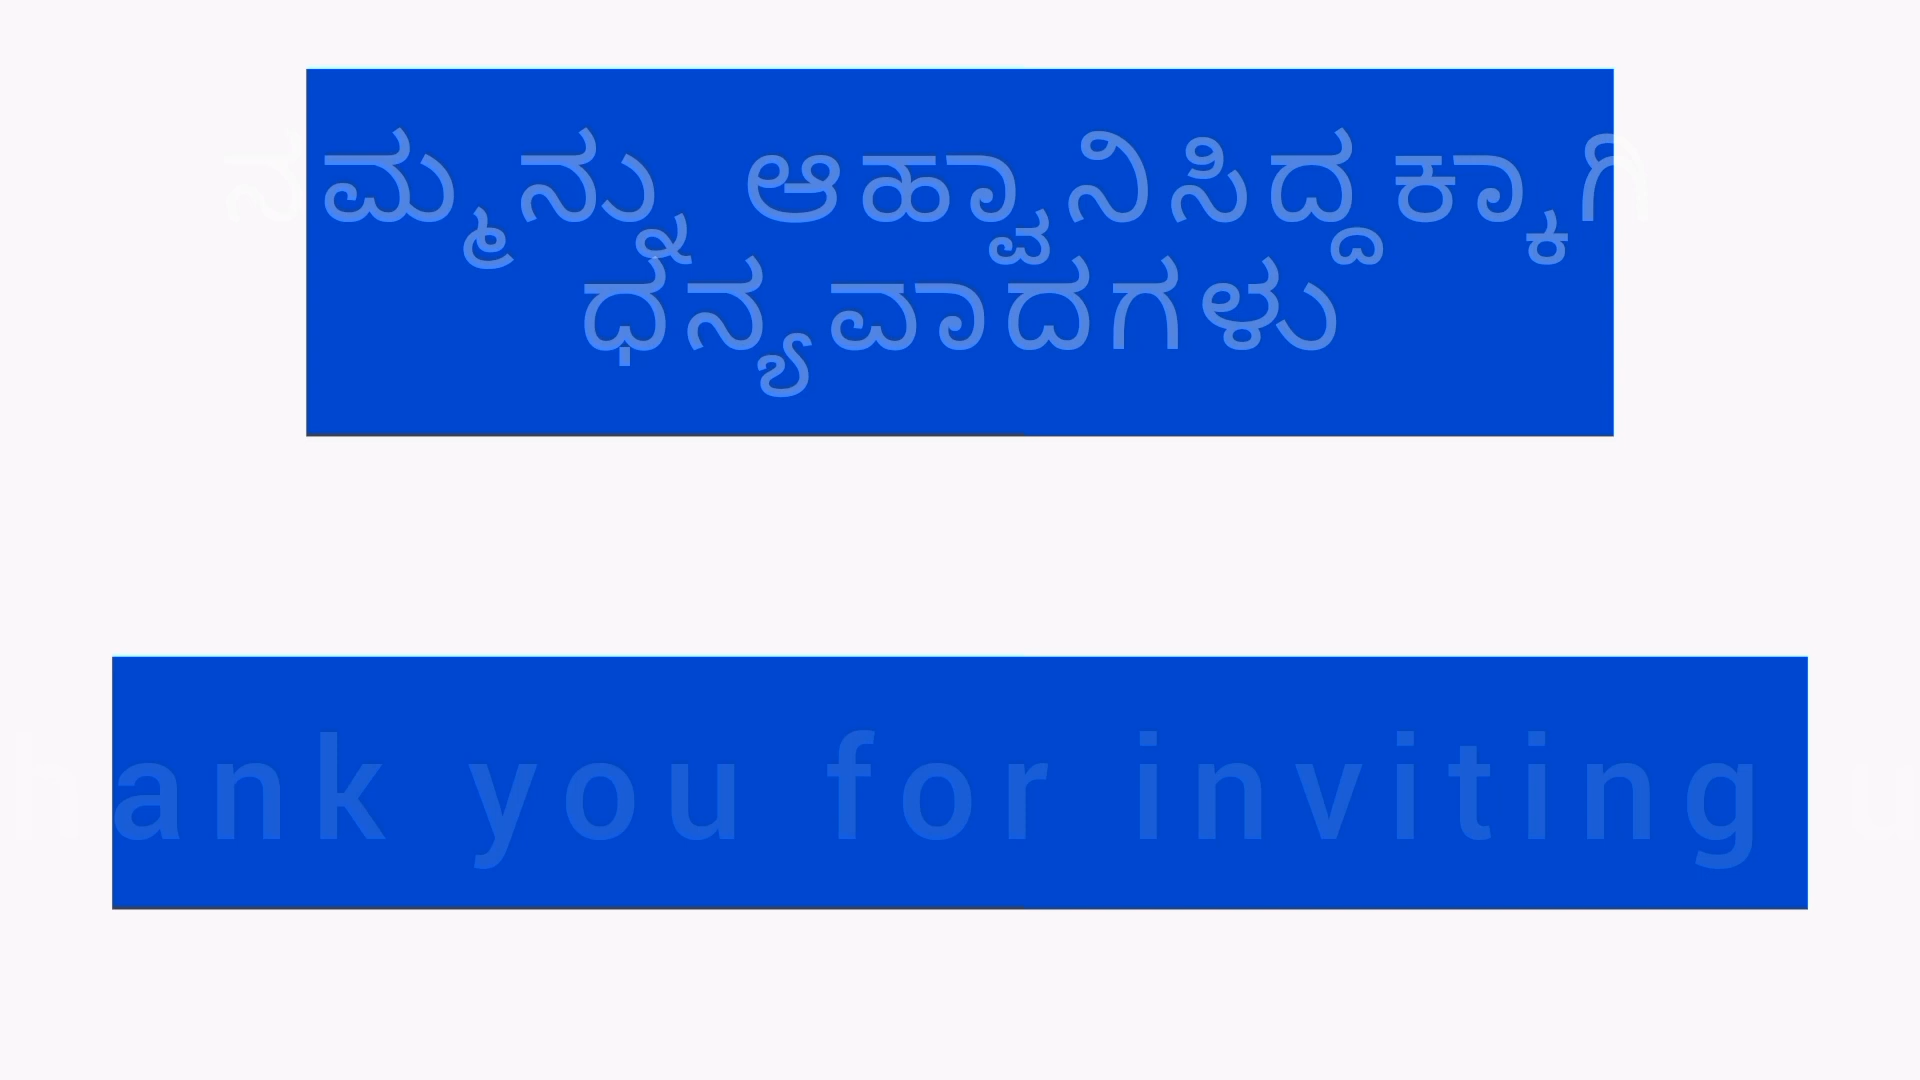 ನಮ್ಮನ್ನು ಆಹ್ವಾನಿಸಿದ್ದಕ್ಕಾಗಿ
ಧನ್ಯವಾದಗಳು
hank you for inviting u